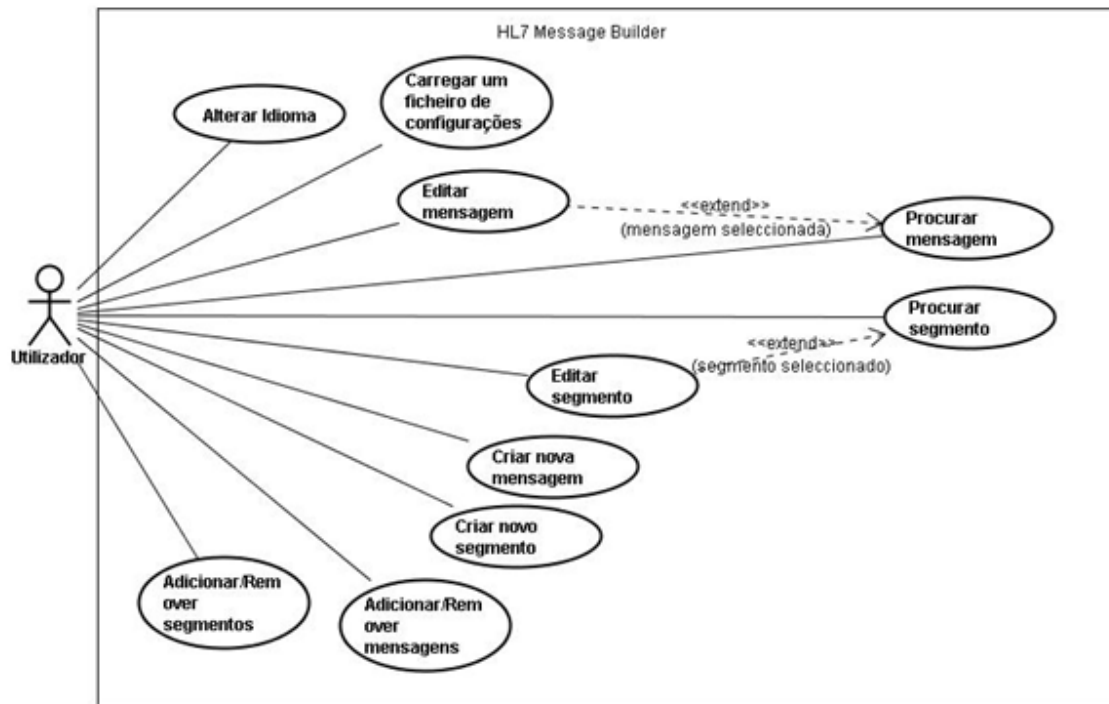 HL7 Message Builder
Alterar Idioma
Carregar um
ficheiro de
configurações
Editar
mensagem
<<extend>>
(mensagem seleccionada)
Procurar
mensagem
Utilizador
Procurar
segmento
<<extend>>
(segmento seleccionado)
Editar
segmento
Criar nova
mensagem
Criar novo
segmento
Adicionar/Rem
over
segmentos
Adicionar/Rem
over
mensagens